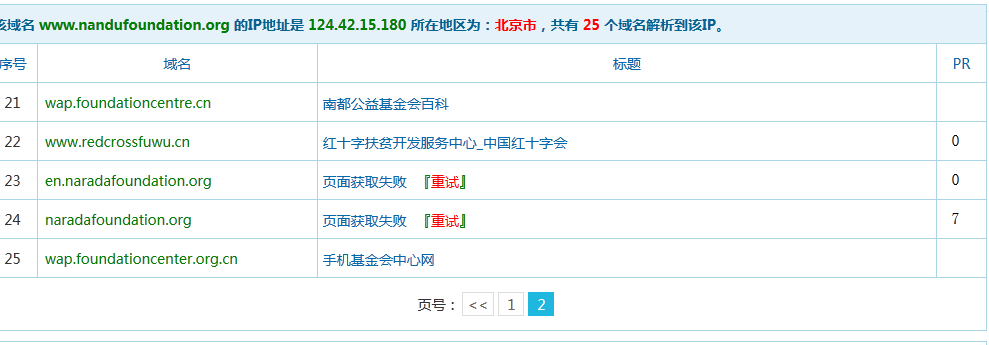 该域名 www.nandufoundation.org 的IP地址是 124.42.15.180 所在地区为：北京市，共有 25 个域名解析到该IP。
序号 域名 标题 PR
21 wap.foundationcentre.cn 南都公益基金会百科
22 www.redcrossfuwu.cn 红十字扶贫开发服务中心_中国红十字会 0
23 en.naradafoundation.org 页面获取失败 『重试』 0
24 naradafoundation.org 页面获取失败 『重试』 7
25 wap.foundationcenter.org.cn 手机基金会中心网
页号： << 1 2